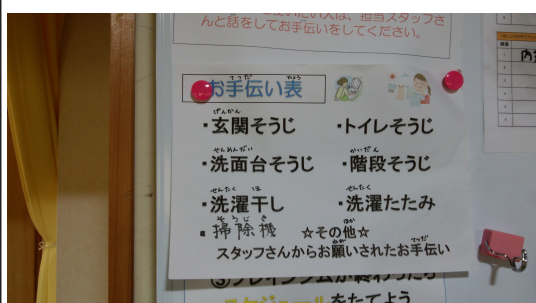 んと話をしてお手伝いをしてください。
お手伝い表
・玄関そうじ ・トイレそうじ
・洗面台そうじ ・階段そうじ
・洗濯干し ・洗濯たたみ
・掃除機 ☆その他☆
スタッフさんからお願いされたお手伝い
をたてよう